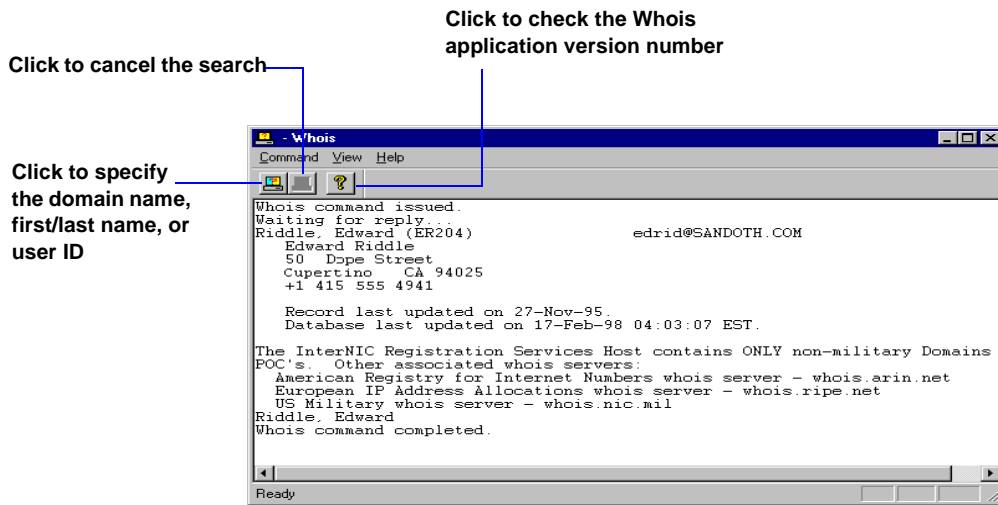 Click to check the Whois
application version number
Click to cancel the search
Click to specify
the domain name,
first/last name, or
user ID
- Whois
Command View Help
Whois command issued.
Waiting for reply...
Riddle, Edward (ER204) edrid@SANDOTH.COM
Edward Riddle
50 Dope Street
Cupertino CA 94025
+1 415 555 4941
Record last updated on 27-Nov-95.
Database last updated on 17-Feb-98 04:03:07 EST.
The InterNIC Registration Services Host contains ONLY non-military Domains
POC's. Other associated whois servers:
American Registry for Internet Numbers whois server - whois.arin.net
European IP Address Allocations whois server - whois.ripe.net
US Military whois server - whois.nic.mil
Riddle, Edward
Whois command completed.
Ready